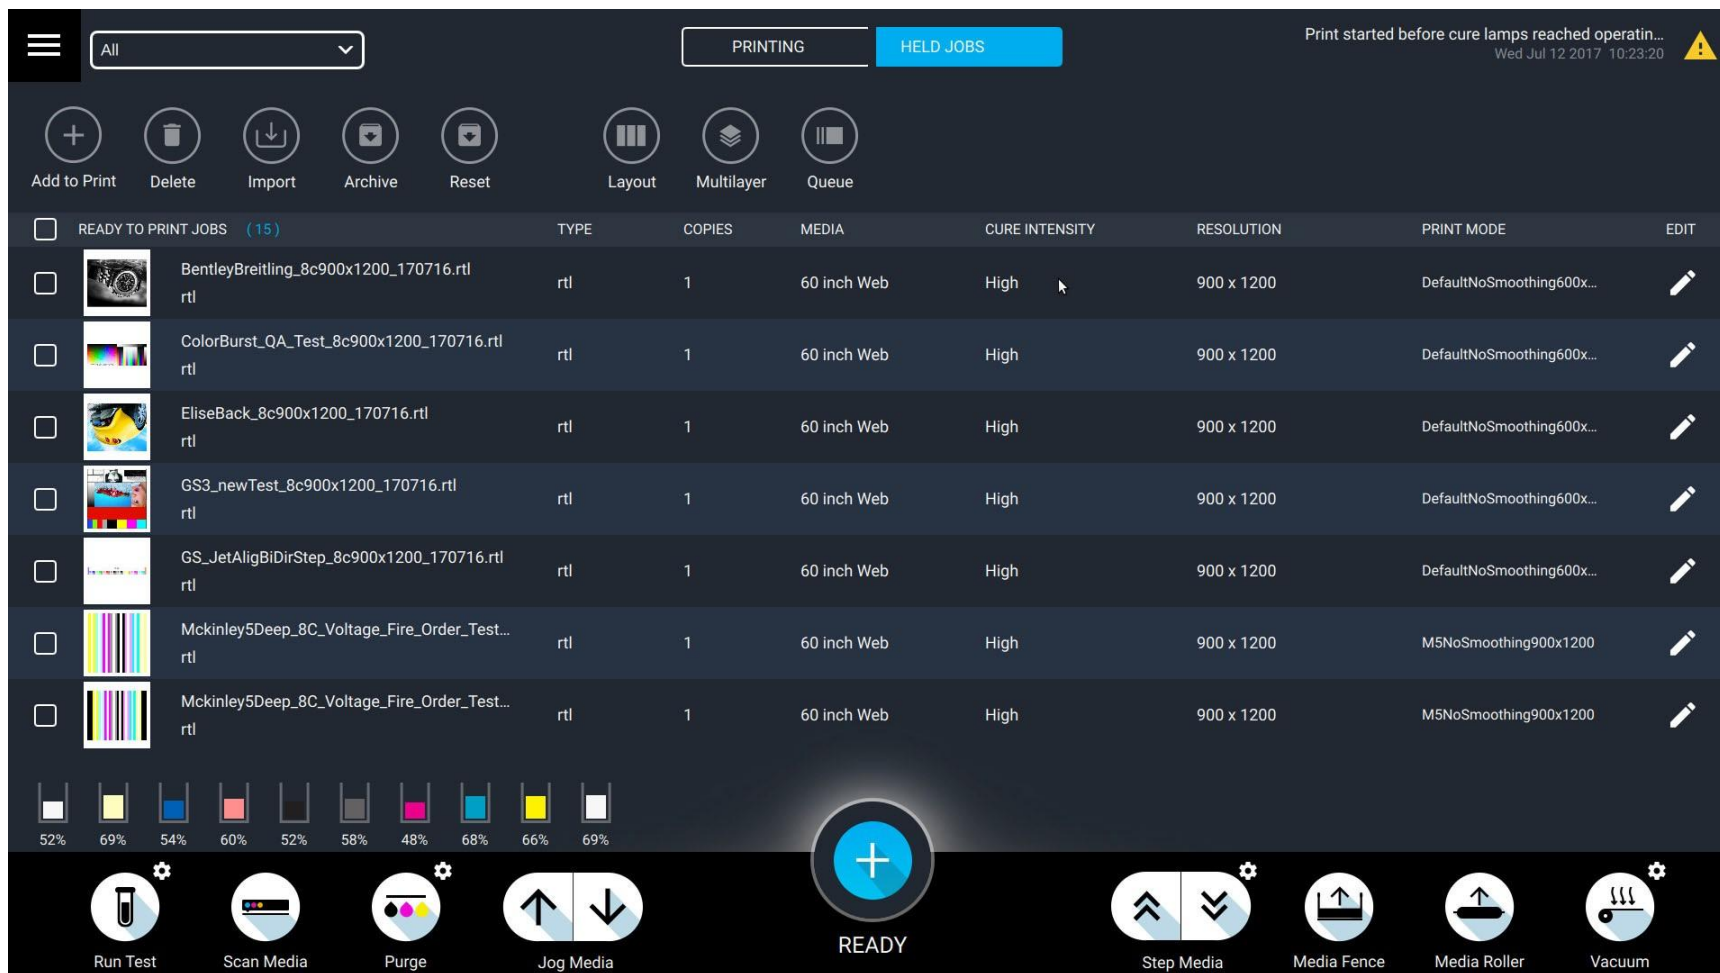 All
PRINTING
HELD JOBS
Print started before cure lamps reached operatin...
Wed Jul 12 2017 10:23:20
Add to Print
Delete
Import
Archive
Reset
Layout
Multilayer
Queue
READY TO PRINT JOBS (15) TYPE COPIES MEDIA CURE INTENSITY RESOLUTION PRINT MODE EDIT
BentleyBreitling_8c900x1200_170716.rtl
rtl
rtl 1 60 inch Web High 900 x 1200 DefaultNoSmoothing600x...
ColorBurst_QA_Test_8c900x1200_170716.rtl
rtl
rtl 1 60 inch Web High 900 x 1200 DefaultNoSmoothing600x...
EliseBack_8c900x1200_170716.rtl
rtl
rtl 1 60 inch Web High 900 x 1200 DefaultNoSmoothing600x...
GS3_newTest_8c900x1200_170716.rtl
rtl
rtl 1 60 inch Web High 900 x 1200 DefaultNoSmoothing600x...
GS_JetAligBiDirStep_8c900x1200_170716.rtl
rtl
rtl 1 60 inch Web High 900 x 1200 DefaultNoSmoothing600x...
Mckinley5Deep_8C_Voltage_Fire_Order_Test...
rtl
rtl 1 60 inch Web High 900 x 1200 M5NoSmoothing900x1200
Mckinley5Deep_8C_Voltage_Fire_Order_Test...
rtl
rtl 1 60 inch Web High 900 x 1200 M5NoSmoothing900x1200
52% 69% 54% 60% 52% 58% 48% 68% 66% 69%
READY
Run Test
Scan Media
Purge
Jog Media
Step Media
Media Fence
Media Roller
Vacuum